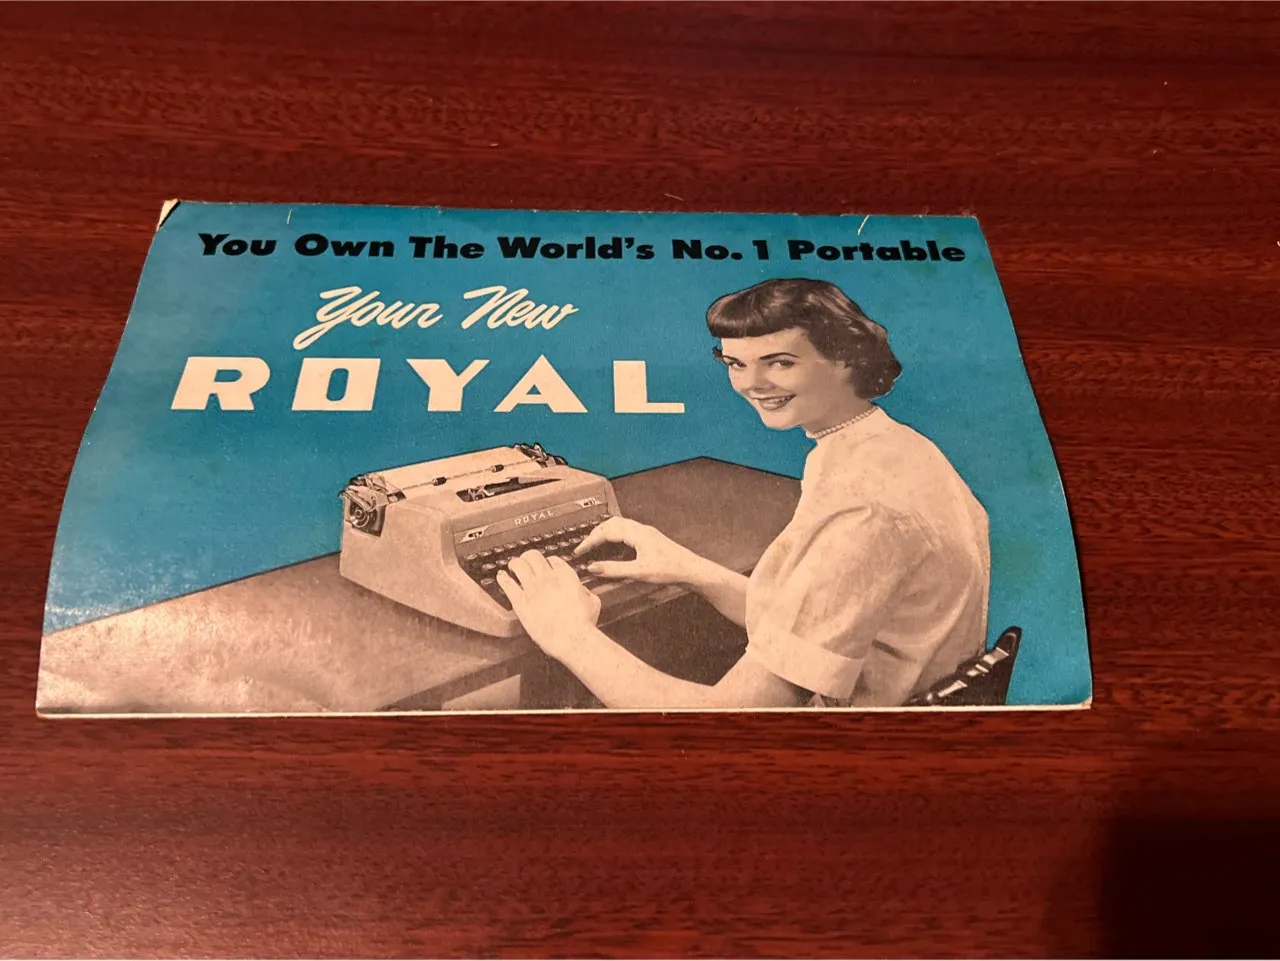 You Own The World's No. 1 Portable
Your New
ROYAL
ROYAL